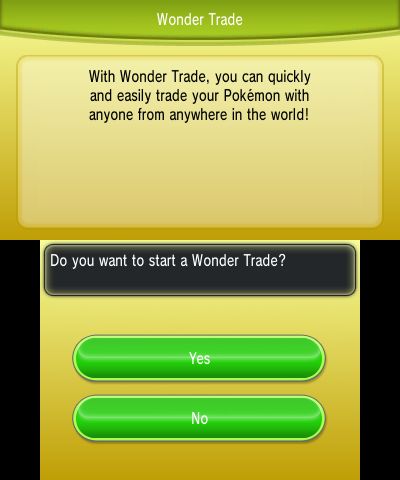 Wonder Trade
With Wonder Trade, you can quickly
and easily trade your Pokémon with
anyone from anywhere in the world!
Do you want to start a Wonder Trade?
Yes
No